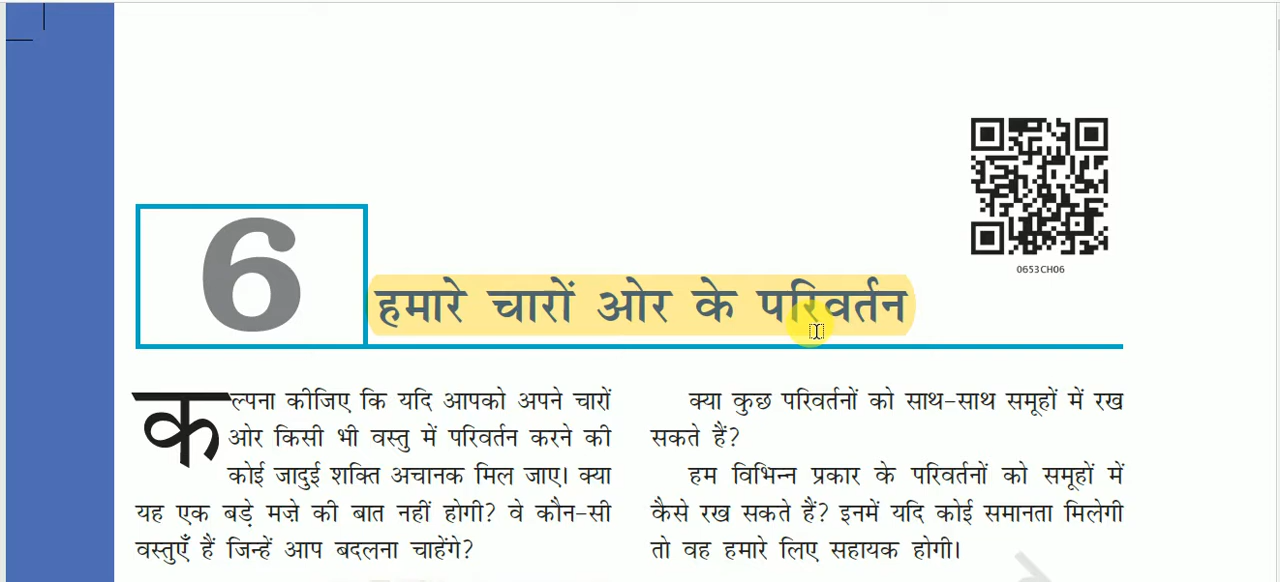 0653CH06
6
हमारे चारों ओर के परिवर्तन
कल्पना कीजिए कि यदि आपको अपने चारों
ओर किसी भी वस्तु में परिवर्तन करने की
कोई जादुई शक्ति अचानक मिल जाए। क्या
यह एक बड़े मज़े की बात नहीं होगी? वे कौन-सी
वस्तुएँ हैं जिन्हें आप बदलना चाहेंगे?
क्या कुछ परिवर्तनों को साथ-साथ समूहों में रख
सकते हैं?
हम विभिन्न प्रकार के परिवर्तनों को समूहों में
कैसे रख सकते हैं? इनमें यदि कोई समानता मिलेगी
तो वह हमारे लिए सहायक होगी।